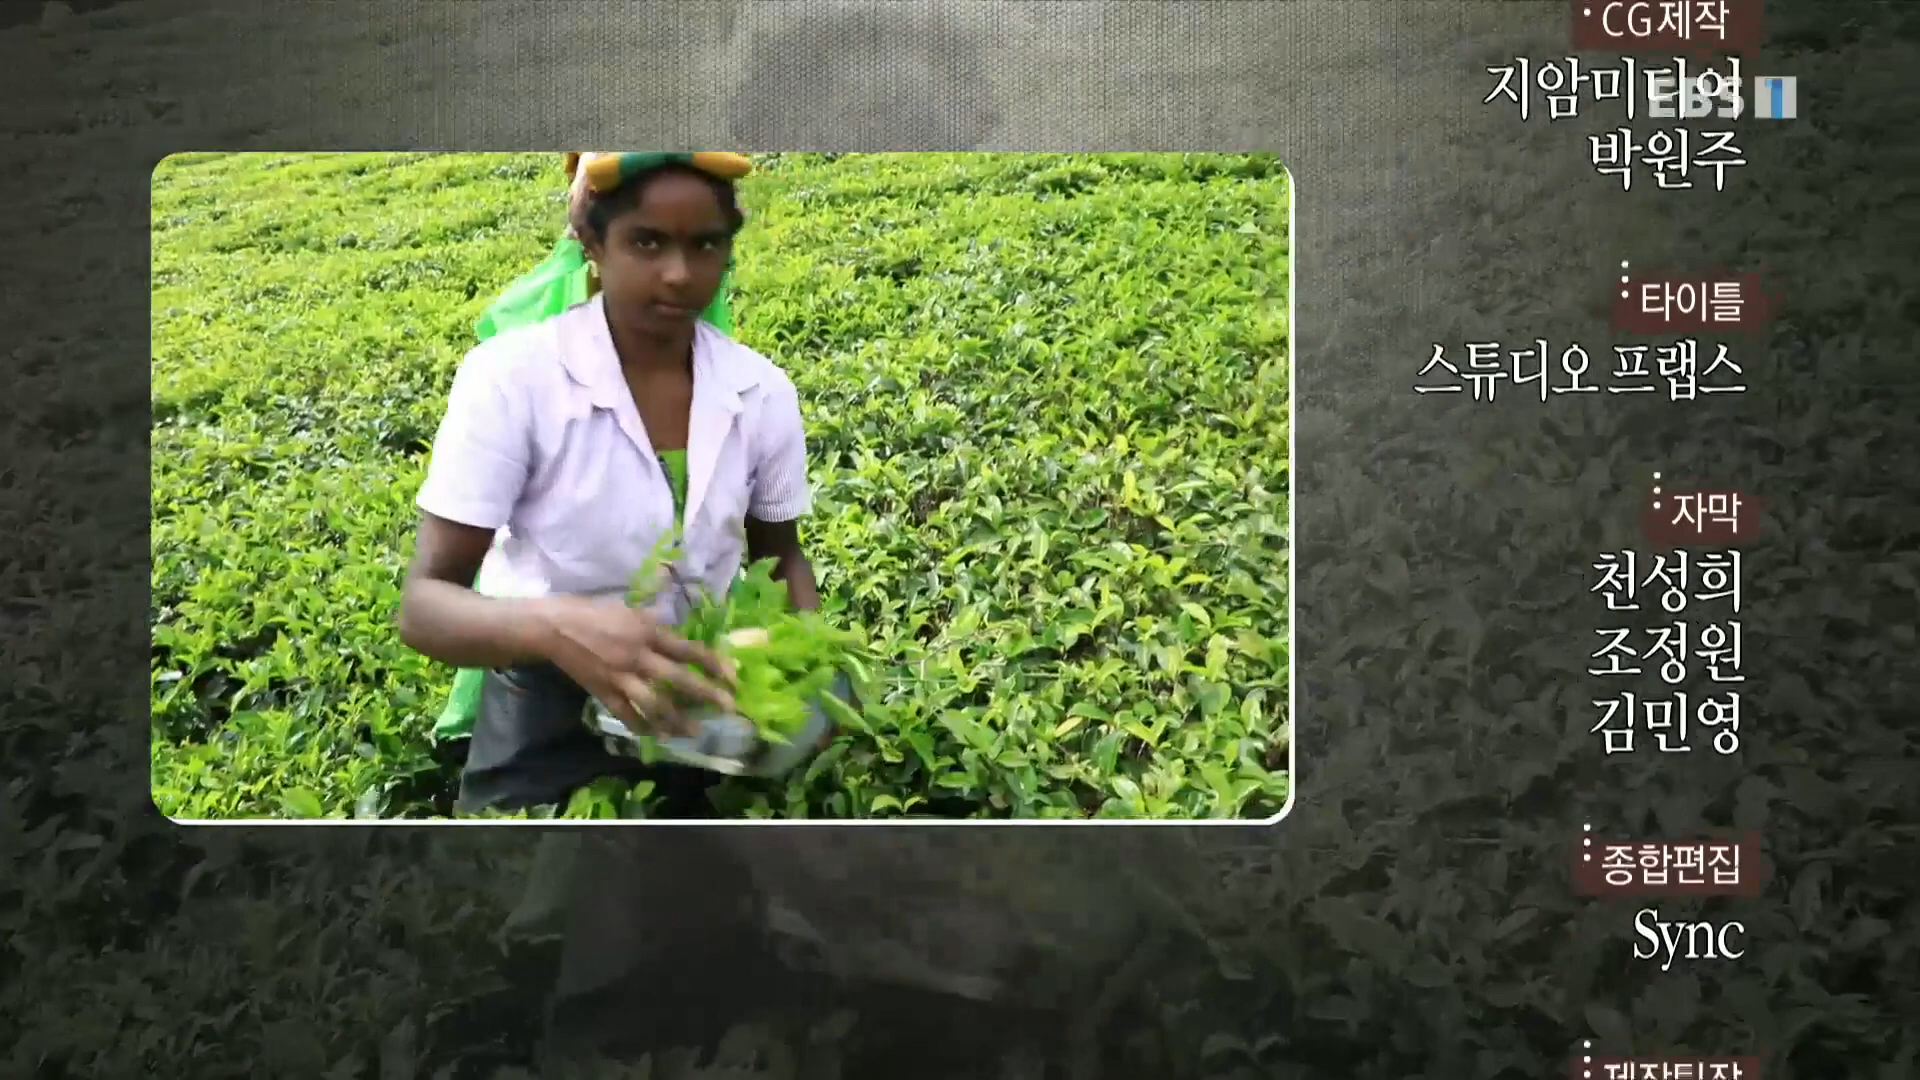 CG제작
지암미디어
EBS 1
박원주
타이틀
스튜디오 프랩스
자막
천성희
조정원
김민영
종합편집
Sync